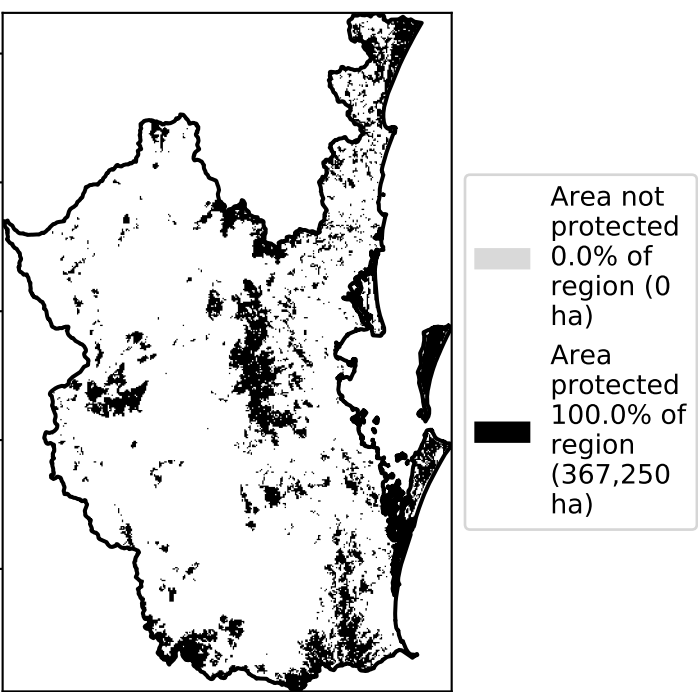 Area not
protected
0.0% of
region (0
ha)
Area
protected
100.0% of
region
(367,250
ha)